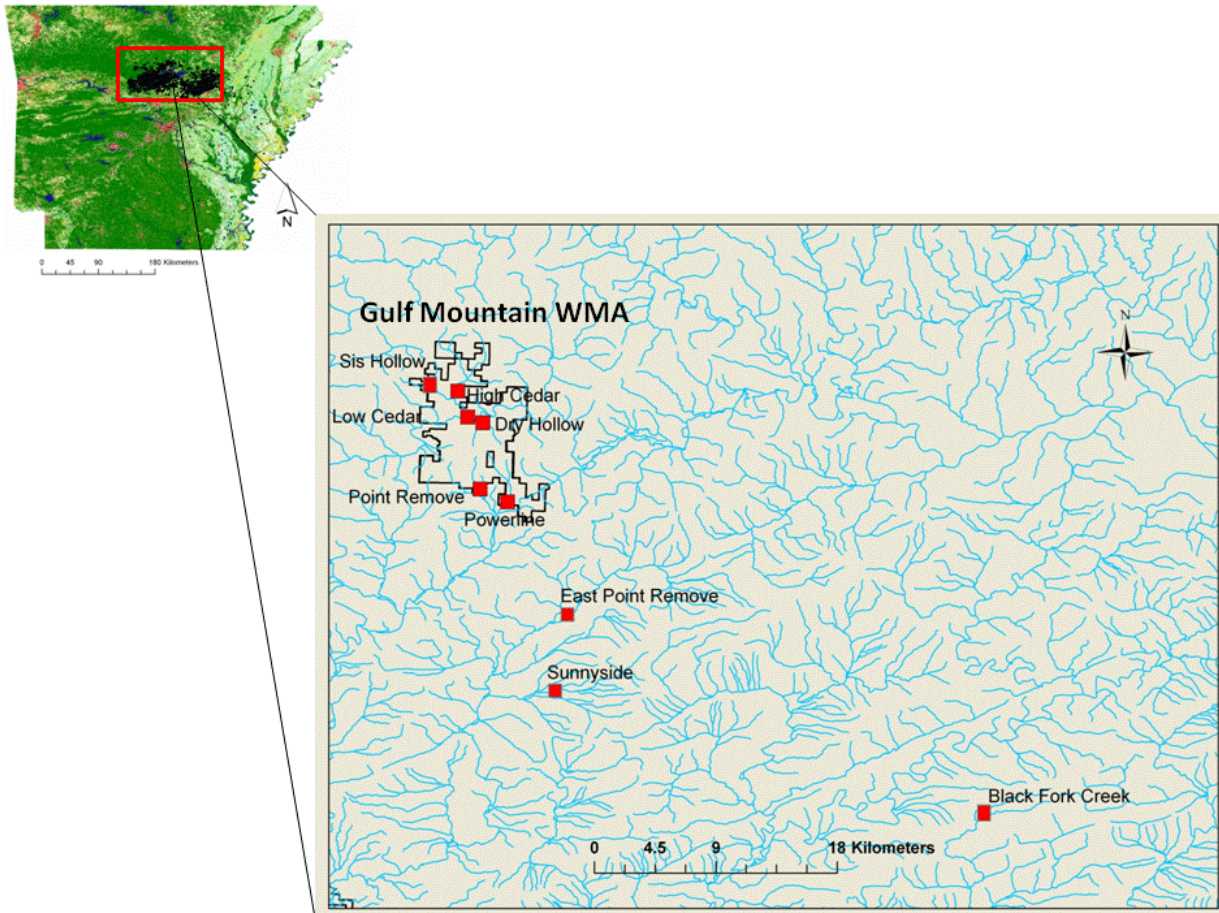 N
0 45 90 180 Kilometers
Gulf Mountain WMA
N
Sis Hollow
High Cedar
Low Cedar
Dry Hollow
Point Remove
Powerline
East Point Remove
Sunnyside
Black Fork Creek
0 4.5 9 18 Kilometers